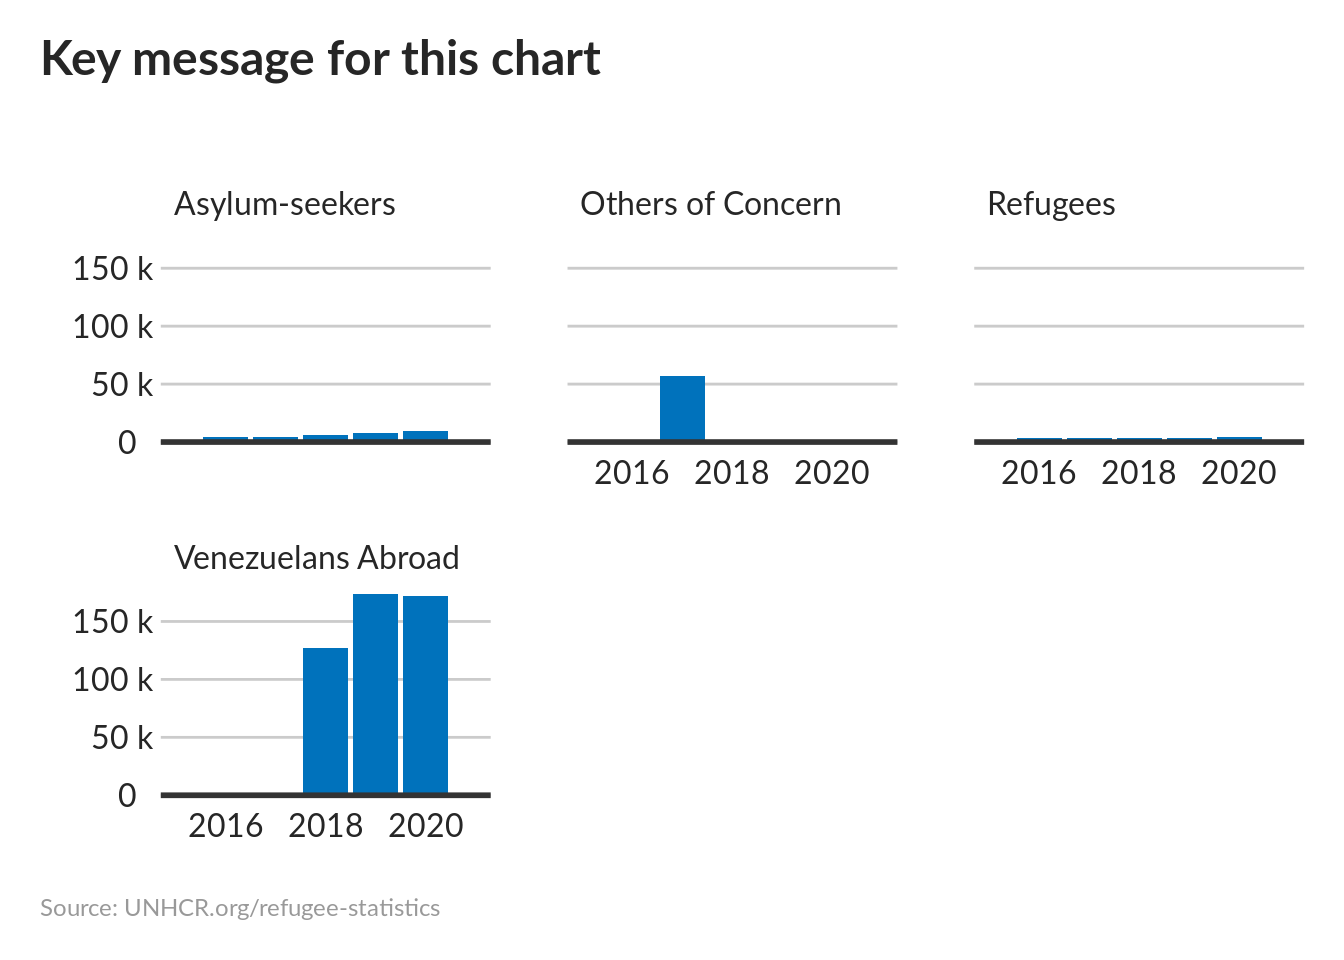 Key message for this chart
Asylum-seekers
Others of Concern
Refugees
150 k
100 k
50 k
0
2016 2018 2020
2016 2018 2020
Venezuelans Abroad
150 k
100 k
50 k
0
2016 2018 2020
Source: UNHCR.org/refugee-statistics